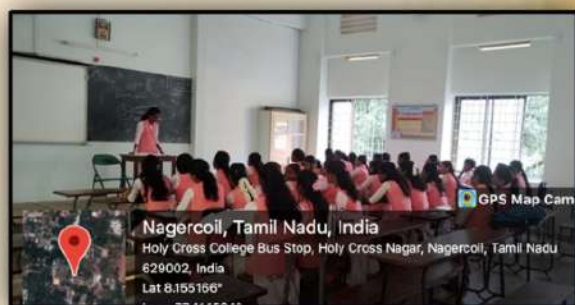 GPS Map Cam
Nagercoil, Tamil Nadu, India
Holy Cross College Bus Stop, Holy Cross Nagar, Nagercoil, Tamil Nadu
629002, India
Lat 8.155166°